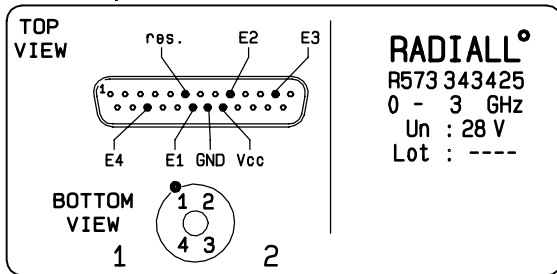 TOP
VIEW
res. E2 E3
1
E4 E1 GND Vcc
BOTTOM
VIEW
1 2
4 3
1 2
RADIALL°
R573 343425
0 - 3 GHz
Un : 28 V
Lot : ----